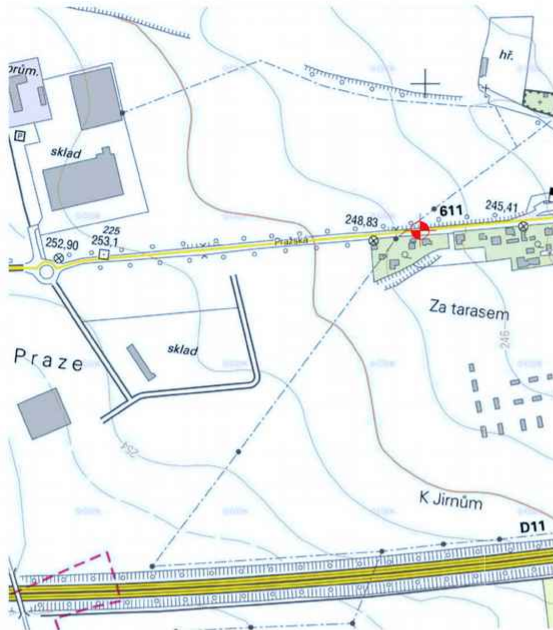 hř.
prům.
P
sklad
611
245,41
248,83
225
252,90
253,1
Pražská
Za tarasem
246
sklad
Praze
254
K Jirnům
D11